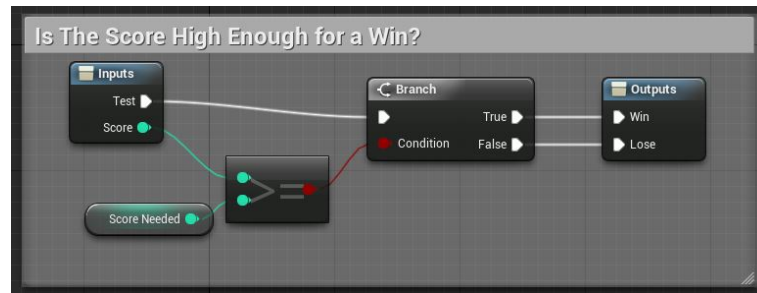 Is The Score High Enough for a Win?
Inputs
Test
Score
Score Needed
>=
Branch
Condition
True
False
Outputs
Win
Lose